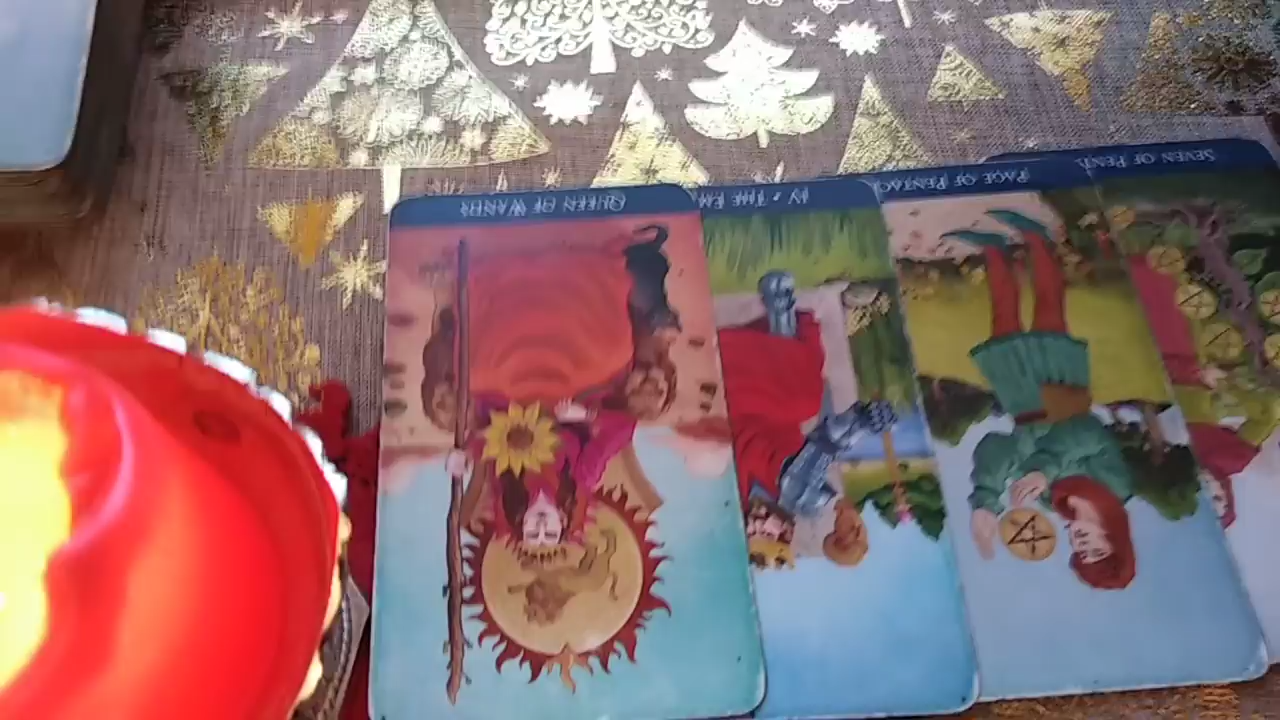 QUEEN OF WANDS
IV • THE EM
PAGE OF PENTAC
SEVEN OF PENT